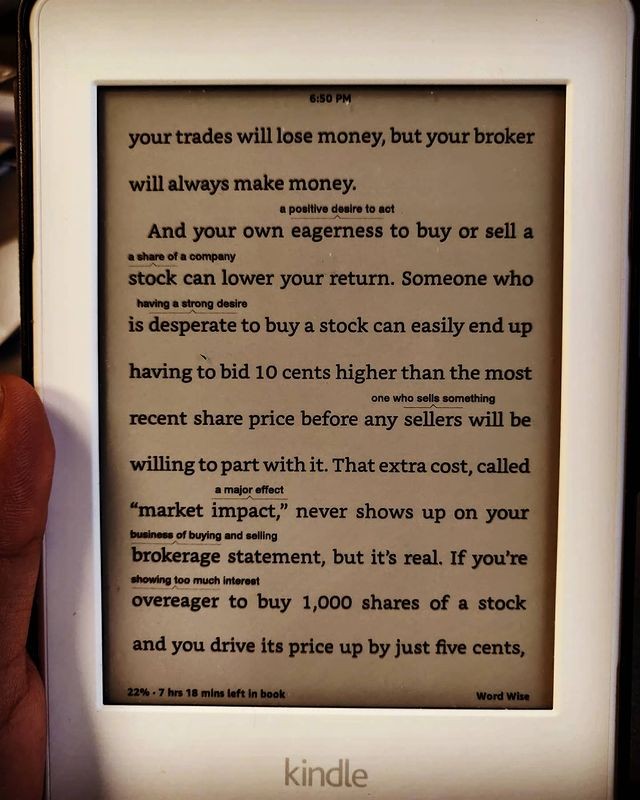 6:50 PM
your trades will lose money, but your broker
will always make money.
a positive desire to act
And your own eagerness to buy or sell a
a share of a company
stock can lower your return. Someone who
having a strong desire
is desperate to buy a stock can easily end up
having to bid 10 cents higher than the most
one who sells something
recent share price before any sellers will be
willing to part with it. That extra cost, called
a major effect
“market impact,” never shows up on your
business of buying and selling
brokerage statement, but it’s real. If you’re
showing too much interest
overeager to buy 1,000 shares of a stock
and you drive its price up by just five cents,
22% • 7 hrs 18 mins left in book Word Wise
kindle